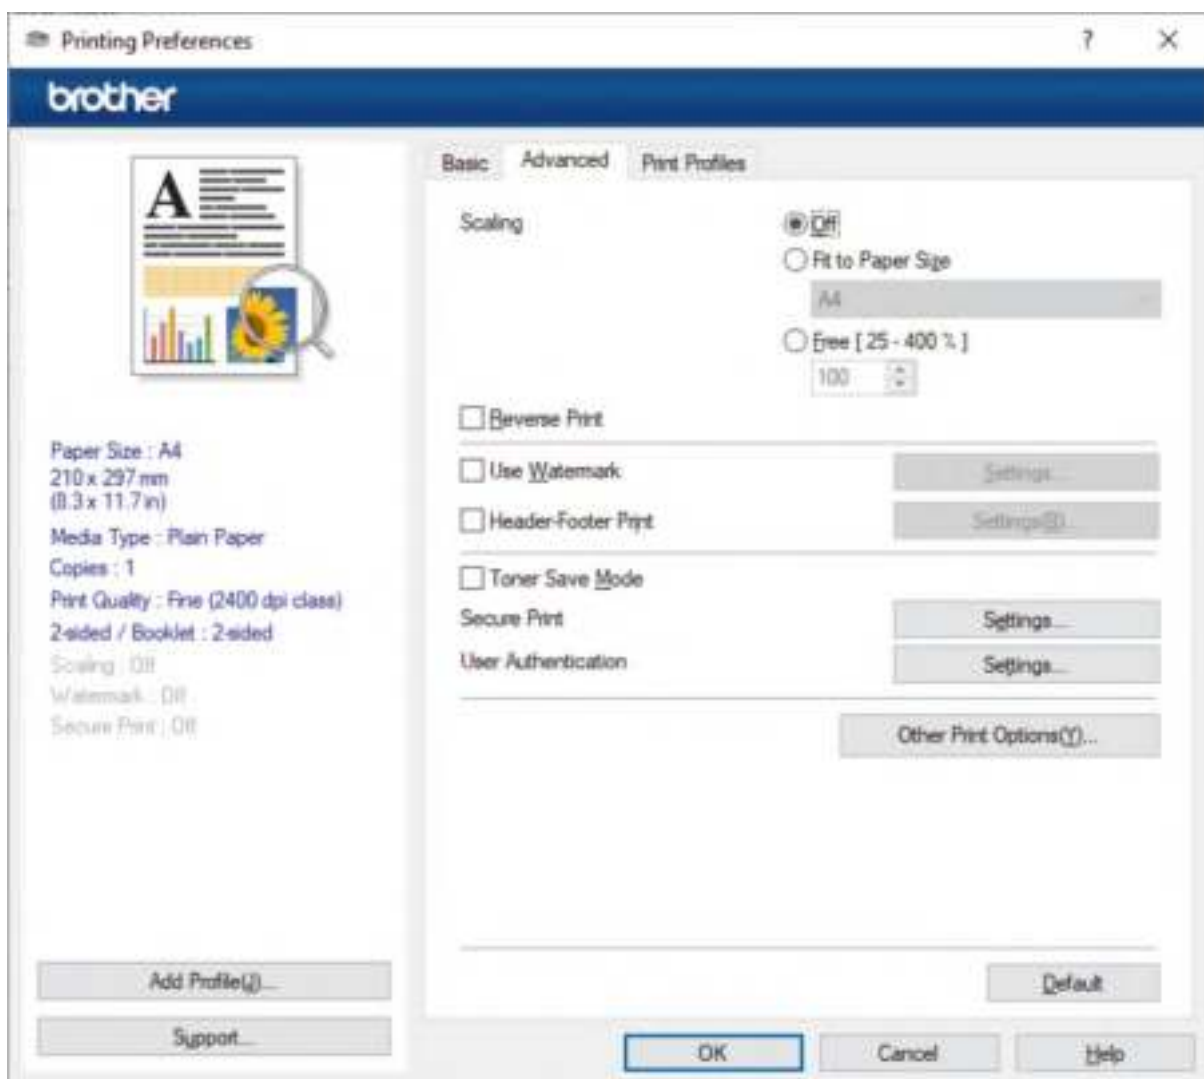 Printing Preferences
?
brother
A
Paper Size : A4
210 x 297 mm
(8.3 x 11.7 in)
Media Type : Plain Paper
Copies : 1
Print Quality : Fine (2400 dpi class)
2-sided / Booklet : 2-sided
Scaling : Off
Watermark : Off
Secure Print : Off
Add Profile(J)...
Support...
Basic Advanced Print Profiles
Scaling
Off
Fit to Paper Size
A4
Free [ 25 - 400 % ]
100
Reverse Print
Use Watermark Settings...
Header-Footer Print Settings(B)...
Toner Save Mode
Secure Print Settings...
User Authentication Settings...
Other Print Options(Y)...
Default
OK Cancel Help